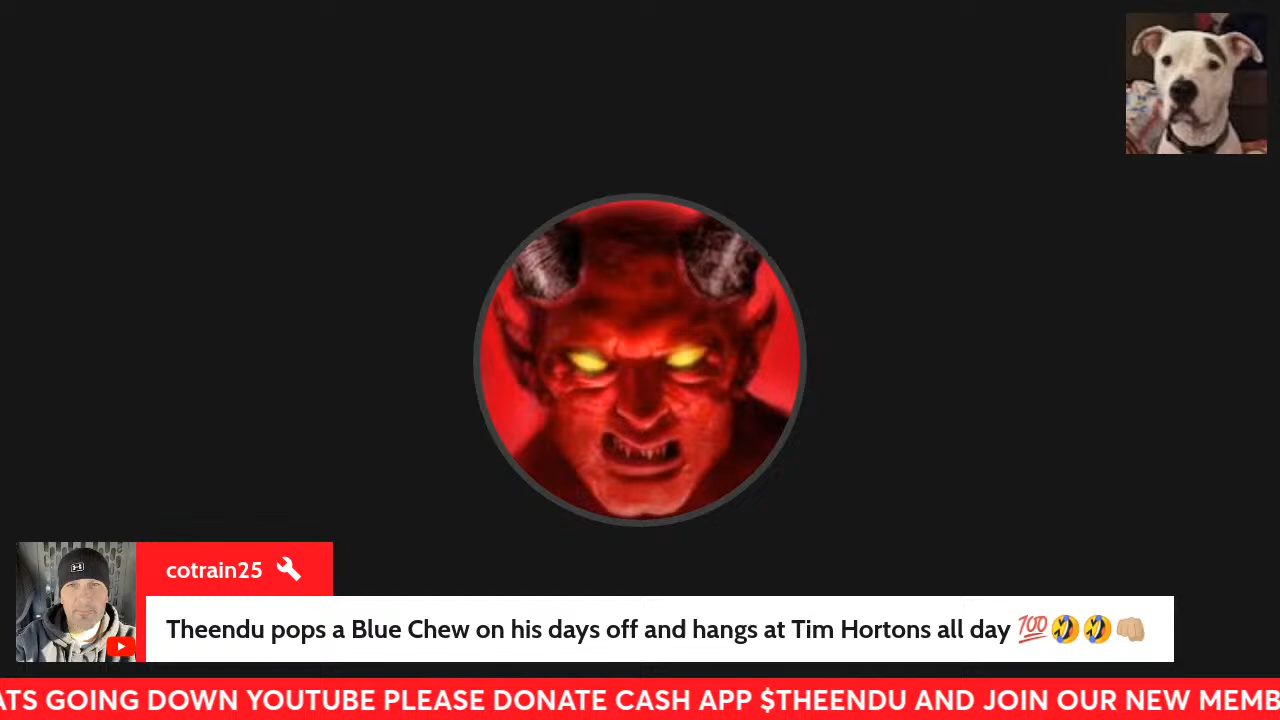 cotrain25
Theendu pops a Blue Chew on his days off and hangs at Tim Hortons all day 💯🤣🤣👊🏼
ATS GOING DOWN YOUTUBE PLEASE DONATE CASH APP $THEENDU AND JOIN OUR NEW MEMB